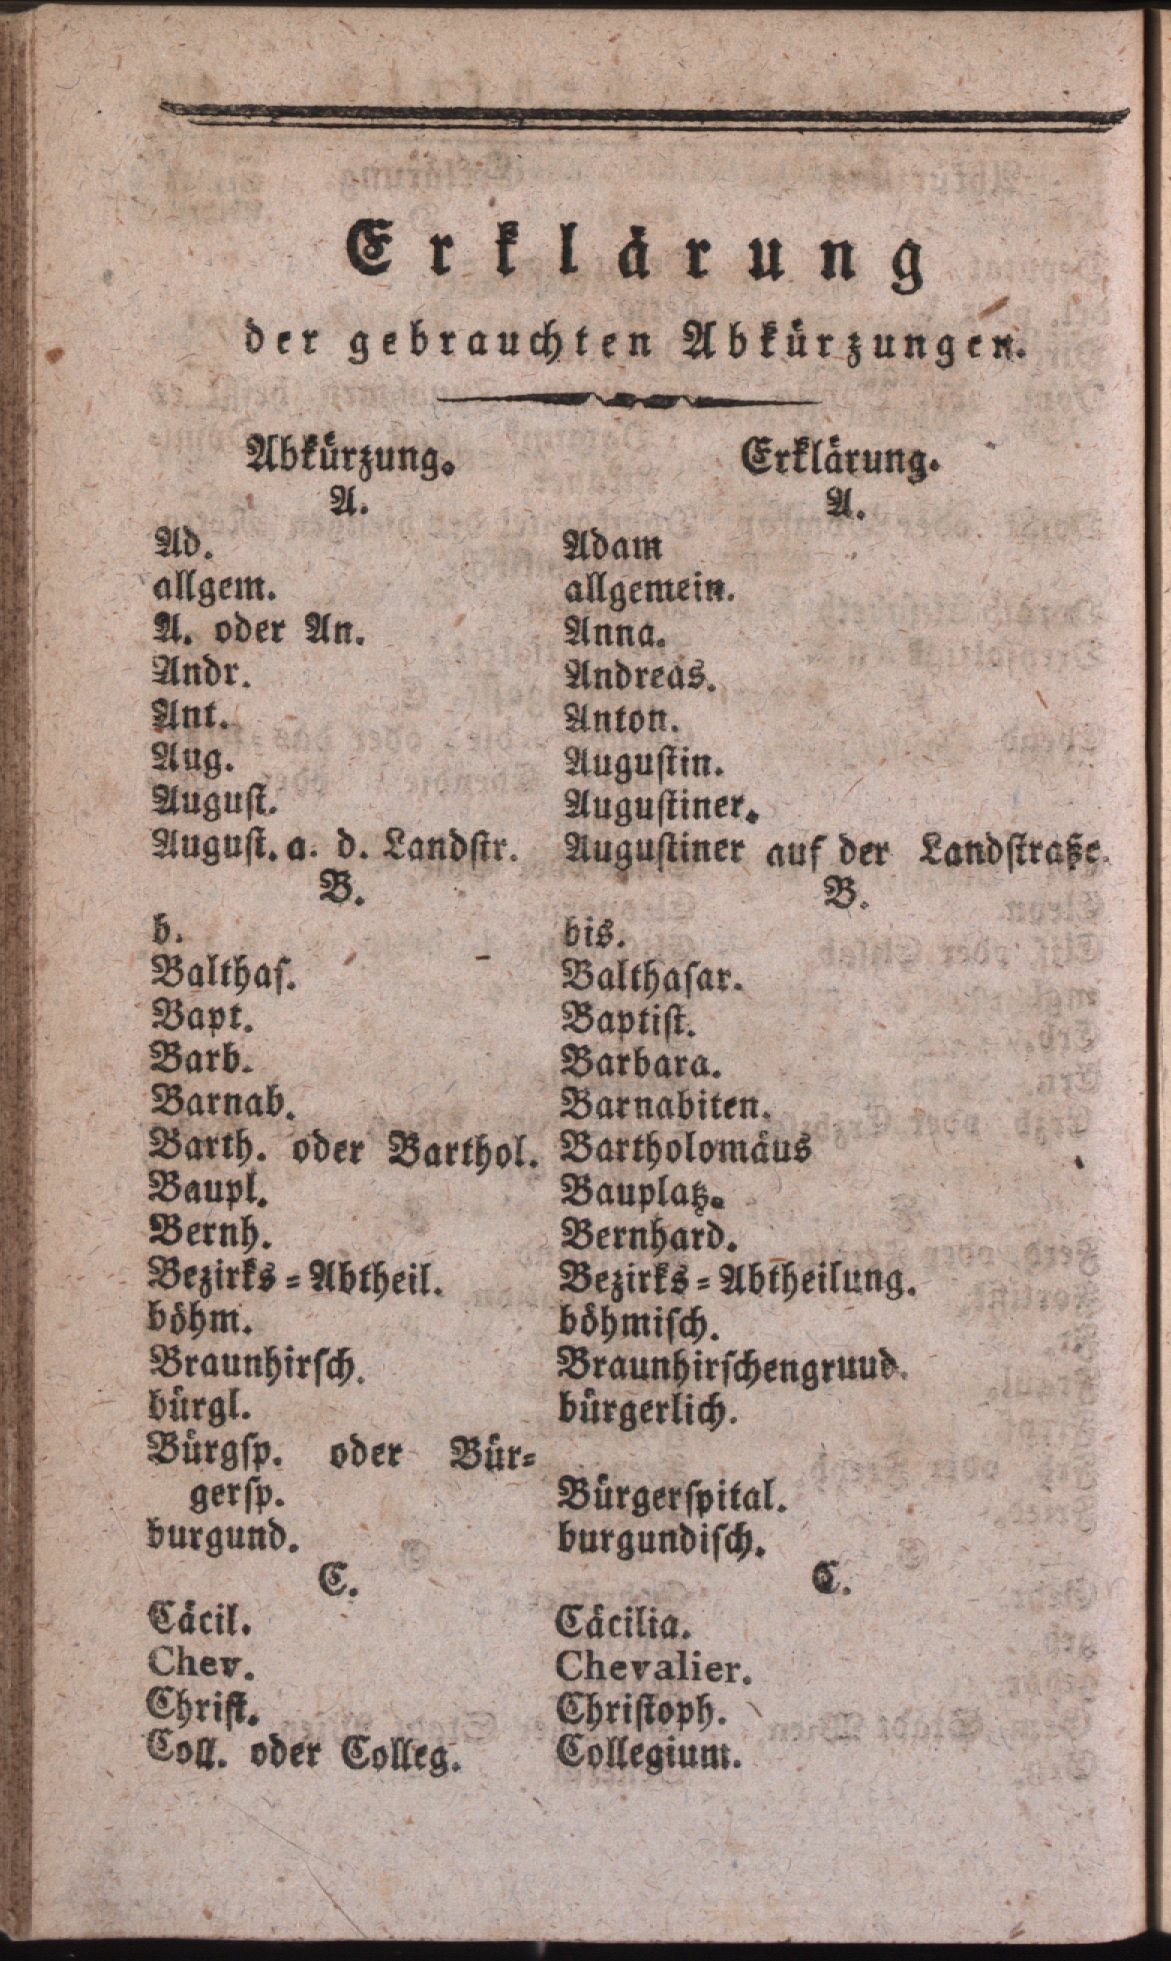 Erklärung
der gebrauchten Abkürzungen.
Abkürzung. Erklärung.
A. A.
Ad. Adam
allgem. allgemein.
A. oder An. Anna.
Andr. Andreas.
Ant. Anton.
Aug. Auguſtin.
Auguſt. Auguſtiner.
Auguſt. a. d. Landſtr. Auguſtiner auf der Landſtraße.
B. B.
b. bis.
Balthaſ. Balthaſar.
Bapt. Baptiſt.
Barb. Barbara.
Barnab. Barnabiten.
Barth. oder Barthol. Bartholomäus
Baupl. Bauplatz.
Bernh. Bernhard.
Bezirks=Abtheil. Bezirks=Abtheilung.
böhm. böhmiſch.
Braunhirſch. Braunhirſchengruud.
bürgl. bürgerlich.
Bürgſp. oder Bür=
gerſp. Bürgerſpital.
burgund. burgundiſch.
C. C.
Cäcil. Cäcilia.
Chev. Chevalier.
Chriſt. Chriſtoph.
Coll. oder Colleg. Collegium.